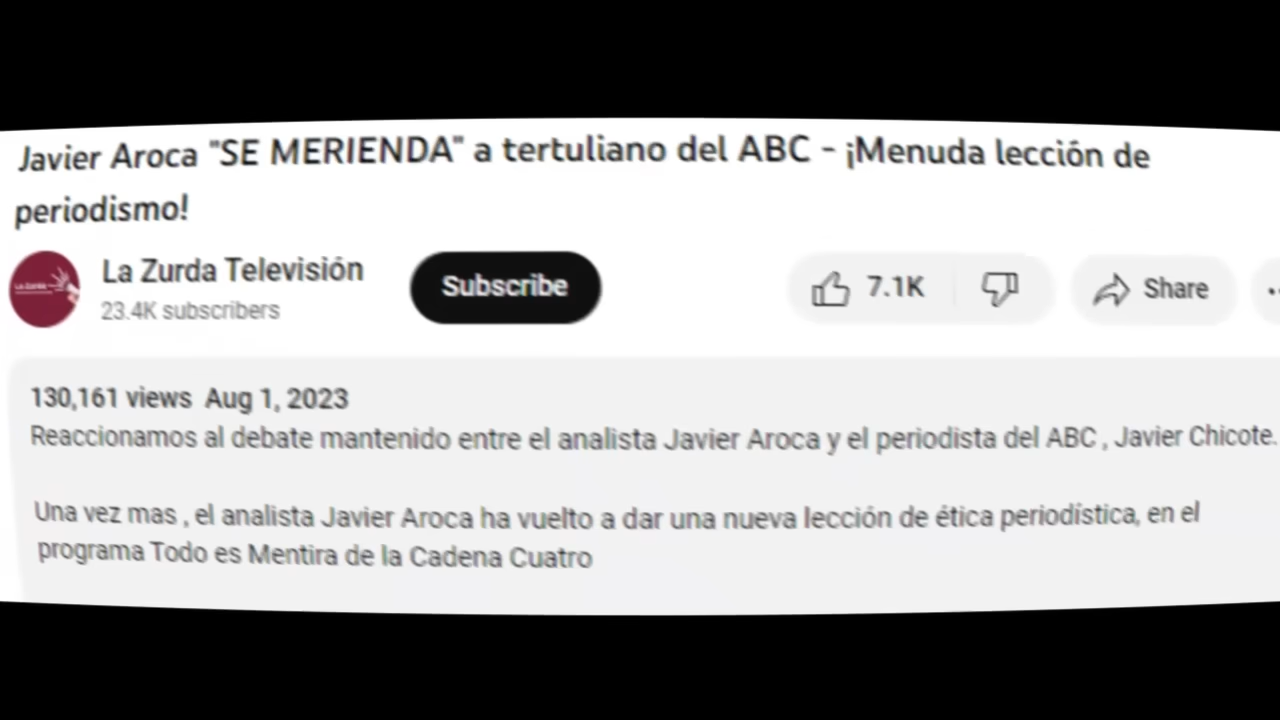 Javier Aroca "SE MERIENDA" a tertuliano del ABC - ¡Menuda lección de
periodismo!
La Zurda Televisión
23.4K subscribers
Subscribe
7.1K
Share
130,161 views Aug 1, 2023
Reaccionamos al debate mantenido entre el analista Javier Aroca y el periodista del ABC , Javier Chicote.
Una vez mas , el analista Javier Aroca ha vuelto a dar una nueva lección de ética periodística, en el
programa Todo es Mentira de la Cadena Cuatro